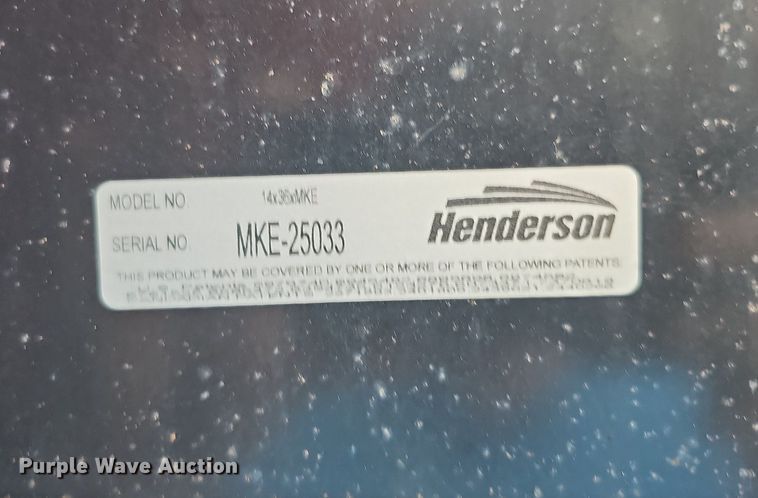 MODEL NO 14x36xMKE
Henderson
SERIAL NO. MKE-25033
THIS PRODUCT MAY BE COVERED BY ONE OR MORE OF THE FOLLOWING PATENTS:
Purple Wave Auction